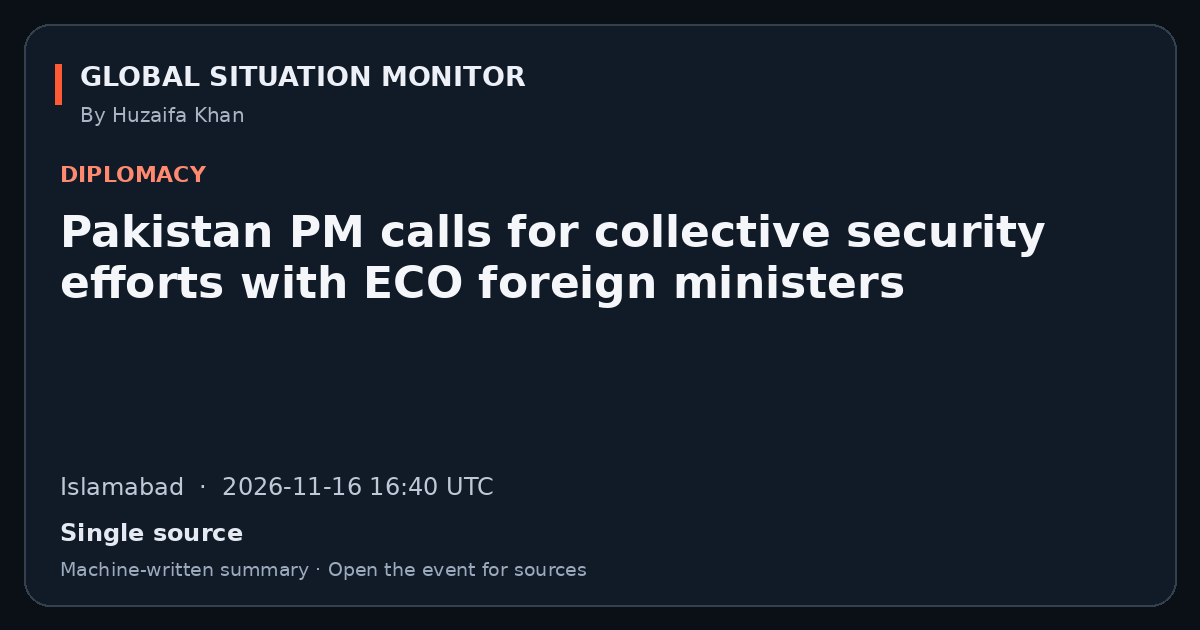 GLOBAL SITUATION MONITOR
By Huzaifa Khan
DIPLOMACY
Pakistan PM calls for collective security
efforts with ECO foreign ministers
Islamabad · 2026-11-16 16:40 UTC
Single source
Machine-written summary · Open the event for sources